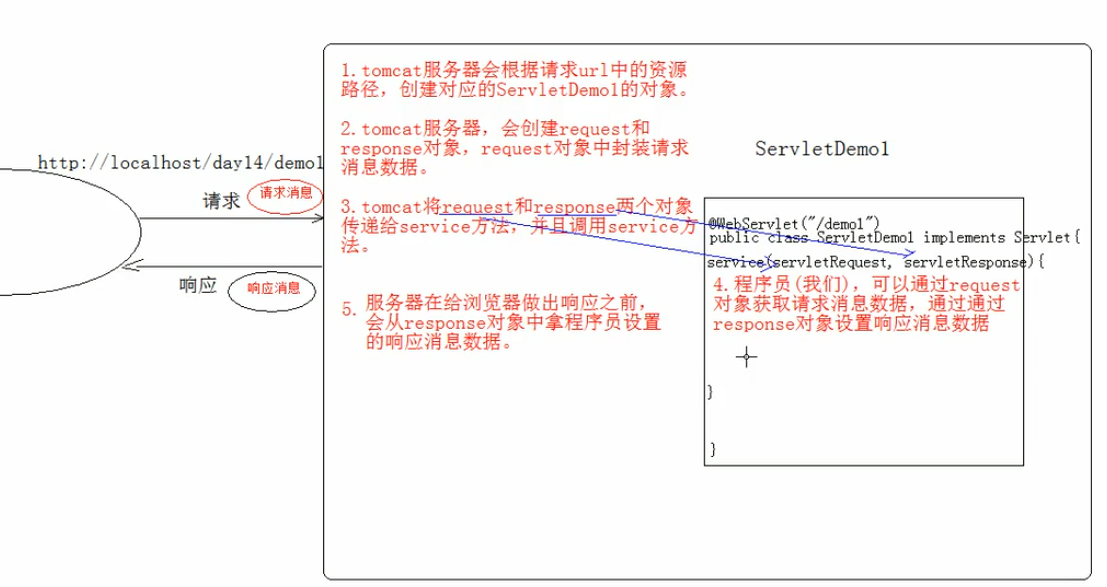 http://localhost/day14/demo1
请求
请求消息
响应
响应消息
1.tomcat服务器会根据请求url中的资源
路径，创建对应的ServletDemo1的对象。
2.tomcat服务器，会创建request和
response对象，request对象中封装请求
消息数据。
3.tomcat将request和response两个对象
传递给service方法，并且调用service方
法。
5. 服务器在给浏览器做出响应之前，
会从response对象中拿程序员设置
的响应消息数据。
ServletDemo1
@WebServlet("/demo1")
public class ServletDemo1 implements Servlet{
service(servletRequest, servletResponse){
4.程序员(我们)，可以通过request
对象获取请求消息数据，通过通过
response对象设置响应消息数据
}
}